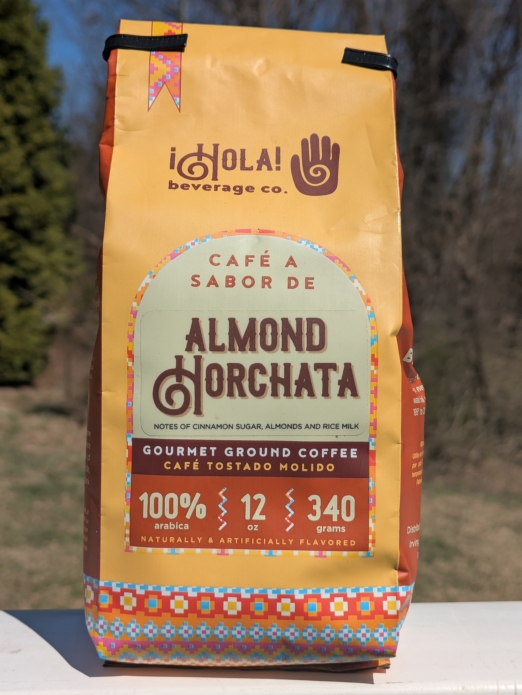 ¡HOLA!
beverage co.
CAFÉ A
SABOR DE
ALMOND
HORCHATA
NOTES OF CINNAMON SUGAR, ALMONDS AND RICE MILK
GOURMET GROUND COFFEE
CAFÉ TOSTADO MOLIDO
100% 12 340
arabica oz grams
NATURALLY & ARTIFICIALLY FLAVORED